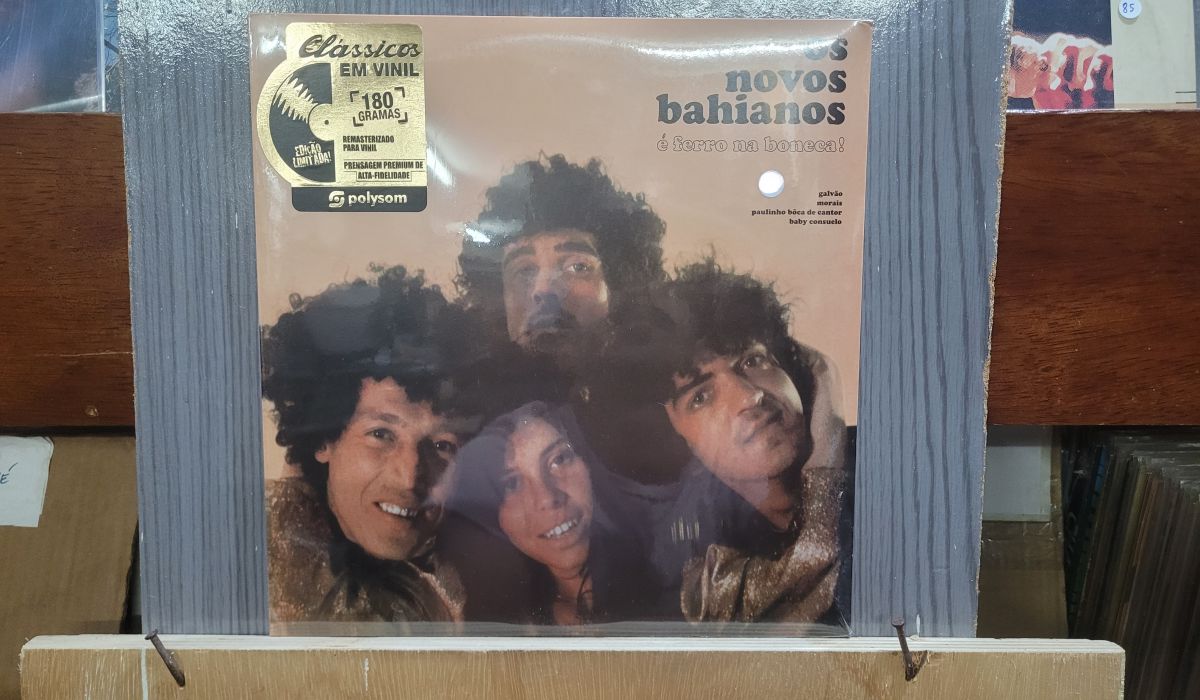 Clássicos
EM VINIL
180
GRAMAS
EDIÇÃO
LIMITADA!
REMASTERIZADO
PARA VINIL
PRENSAGEM PREMIUM DE
ALTA-FIDELIDADE
polysom
os
novos
bahianos
é ferro na boneca!
galvão
morais
paulinho bôca de cantor
baby consuelo
85
É